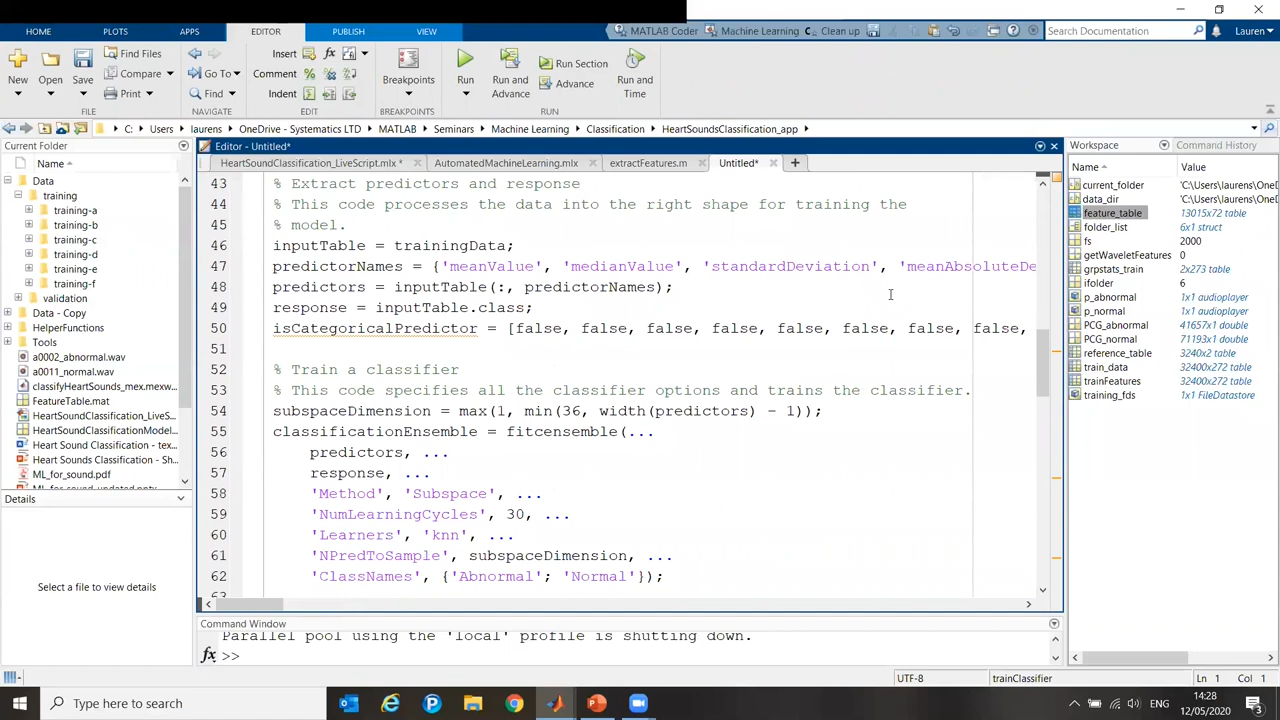 HOME
PLOTS
APPS
EDITOR
PUBLISH
VIEW
MATLAB Coder
Machine Learning
Clean up
Search Documentation
Lauren
New
Open
Save
Find Files
Compare
Print
Go To
Find
Insert
Comment
Indent
Breakpoints
Run
Run and
Advance
Run Section
Advance
Run and
Time
FILE
NAVIGATE
EDIT
BREAKPOINTS
RUN
C: Users laurens OneDrive - Systematics LTD MATLAB Seminars Machine Learning Classification HeartSoundsClassification_app
Current Folder
Name
Data
training
training-a
training-b
training-c
training-d
training-e
training-f
validation
Data - Copy
HelperFunctions
Tools
a0002_abnormal.wav
a0011_normal.wav
classifyHeartSounds_mex.mexw...
FeatureTable.mat
HeartSoundClassification_LiveS...
HeartSoundClassificationModel...
Heart Sound Classification - tex...
Heart Sounds Classification - Sh...
ML_for_sound.pdf
ML_for_sound_updated.pptx
Details
Select a file to view details
Editor - Untitled*
HeartSoundClassification_LiveScript.mlx *
AutomatedMachineLearning.mlx
extractFeatures.m
Untitled*
43 % Extract predictors and response
44 % This code processes the data into the right shape for training the
45 % model.
46 inputTable = trainingData;
47 predictorNames = {'meanValue', 'medianValue', 'standardDeviation', 'meanAbsoluteDe
48 predictors = inputTable(:, predictorNames);
49 response = inputTable.class;
50 isCategoricalPredictor = [false, false, false, false, false, false, false, false,
51
52 % Train a classifier
53 % This code specifies all the classifier options and trains the classifier.
54 subspaceDimension = max(1, min(36, width(predictors) - 1));
55 classificationEnsemble = fitcensemble(...
56 predictors, ...
57 response, ...
58 'Method', 'Subspace', ...
59 'NumLearningCycles', 30, ...
60 'Learners', 'knn', ...
61 'NPredToSample', subspaceDimension, ...
62 'ClassNames', {'Abnormal'; 'Normal'});
63
Command Window
Parallel pool using the 'local' profile is shutting down.
fx >>
Workspace
Command History
Name Value
current_folder 'C:\Users\laurens\OneD
data_dir 'C:\Users\laurens\OneD
feature_table 13015x72 table
folder_list 6x1 struct
fs 2000
getWaveletFeatures 0
grpstats_train 2x273 table
ifolder 6
p_abnormal 1x1 audioplayer
p_normal 1x1 audioplayer
PCG_abnormal 41657x1 double
PCG_normal 71193x1 double
reference_table 3240x2 table
train_data 32400x272 table
trainFeatures 32400x272 table
training_fds 1x1 FileDatastore
UTF-8
trainClassifier
Ln 1
Col 1
Type here to search
ENG
14:28
12/05/2020
3